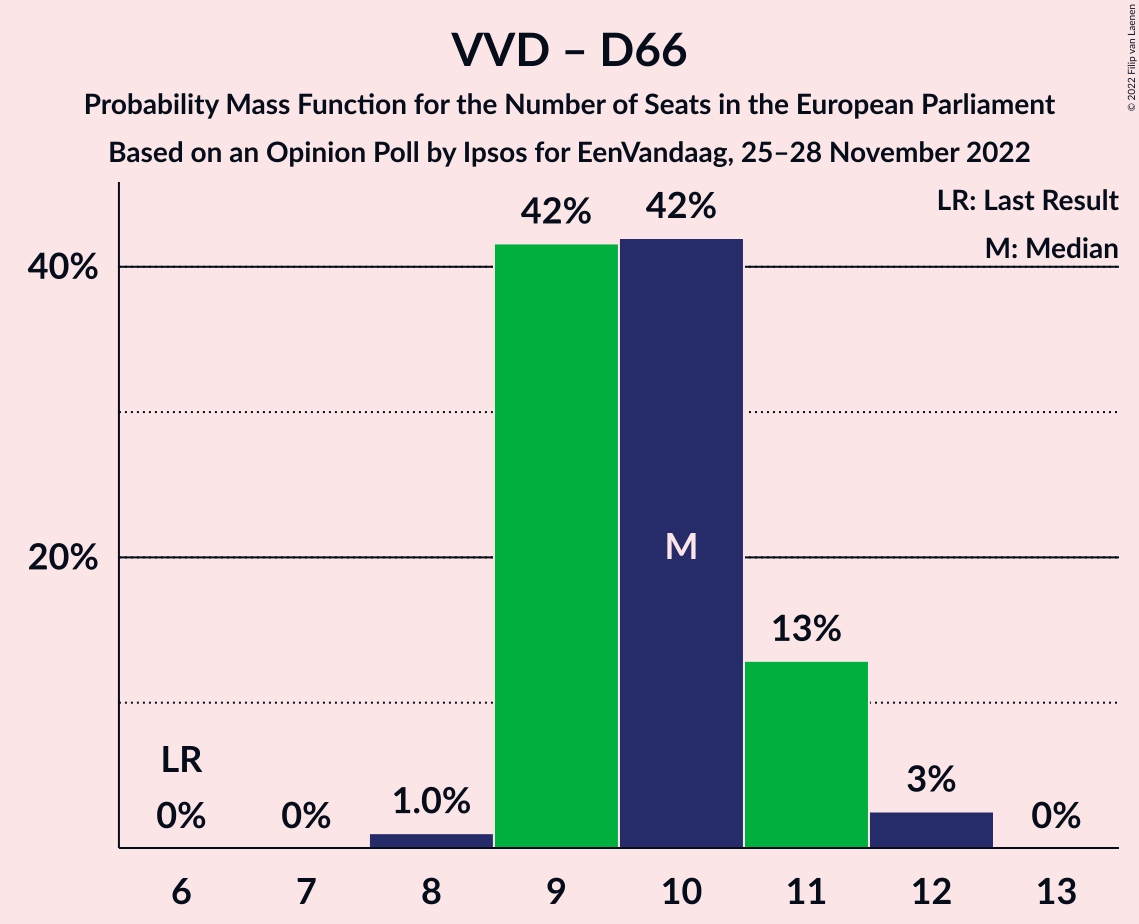 VVD – D66
Probability Mass Function for the Number of Seats in the European Parliament
Based on an Opinion Poll by Ipsos for EenVandaag, 25–28 November 2022
© 2022 Filip van Laenen
LR: Last Result
M: Median
40%
20%
LR
0%
0%
1.0%
42%
42%
M
13%
3%
0%
6 7 8 9 10 11 12 13